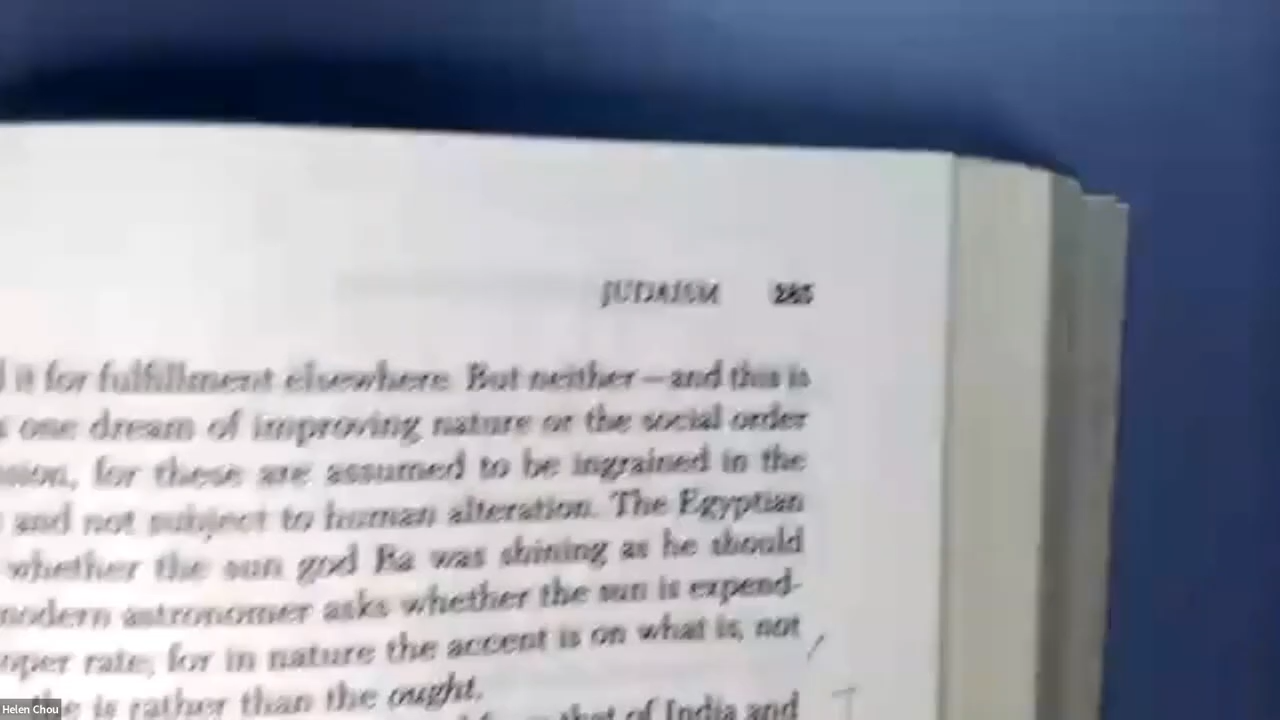 JUDAISM 285
it for fulfillment elsewhere. But neither—and this is
one dream of improving nature or the social order
for these are assumed to be ingrained in the
and not subject to human alteration. The Egyptian
whether the sun god Ra was shining as he should
modern astronomer asks whether the sun is expend-
rate; for in nature the accent is on what is, not
is rather than the ought.
that of India and
Helen Chou